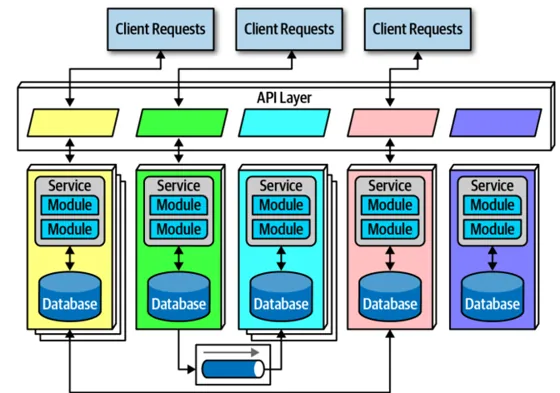 Client Requests
Client Requests
Client Requests
API Layer
Service
Module
Module
Database
Service
Module
Module
Database
Service
Module
Module
Database
Service
Module
Module
Database
Service
Module
Module
Database